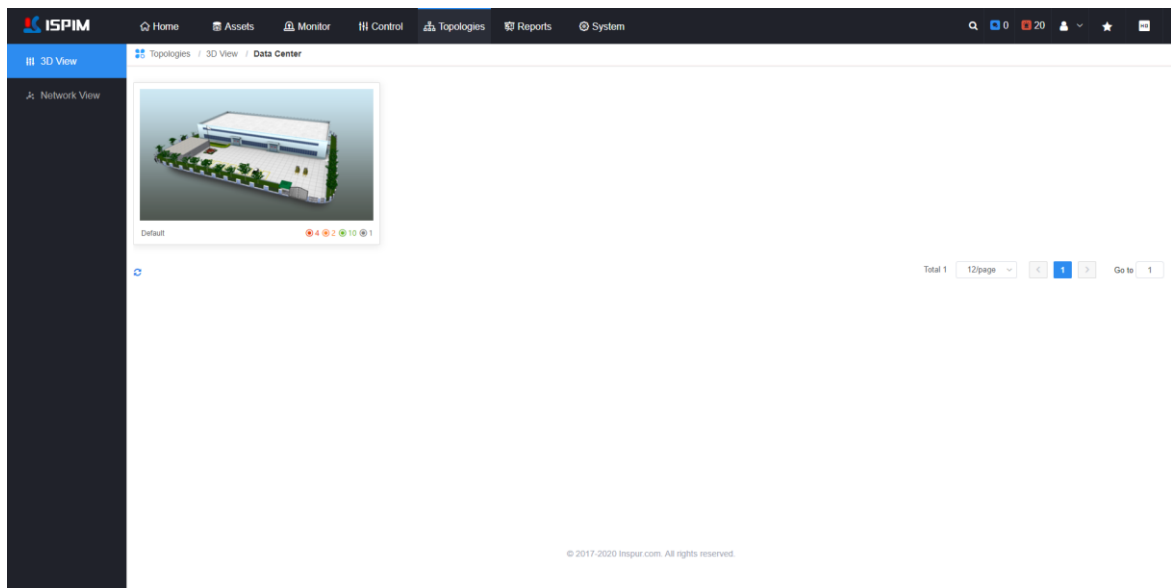 ISPIM Home Assets Monitor Control Topologies Reports System 0 20
3D View
Topologies / 3D View / Data Center
Network View
Default 4 2 10 1
Total 1 12/page < 1 > Go to 1
© 2017-2020 Inspur.com. All rights reserved.